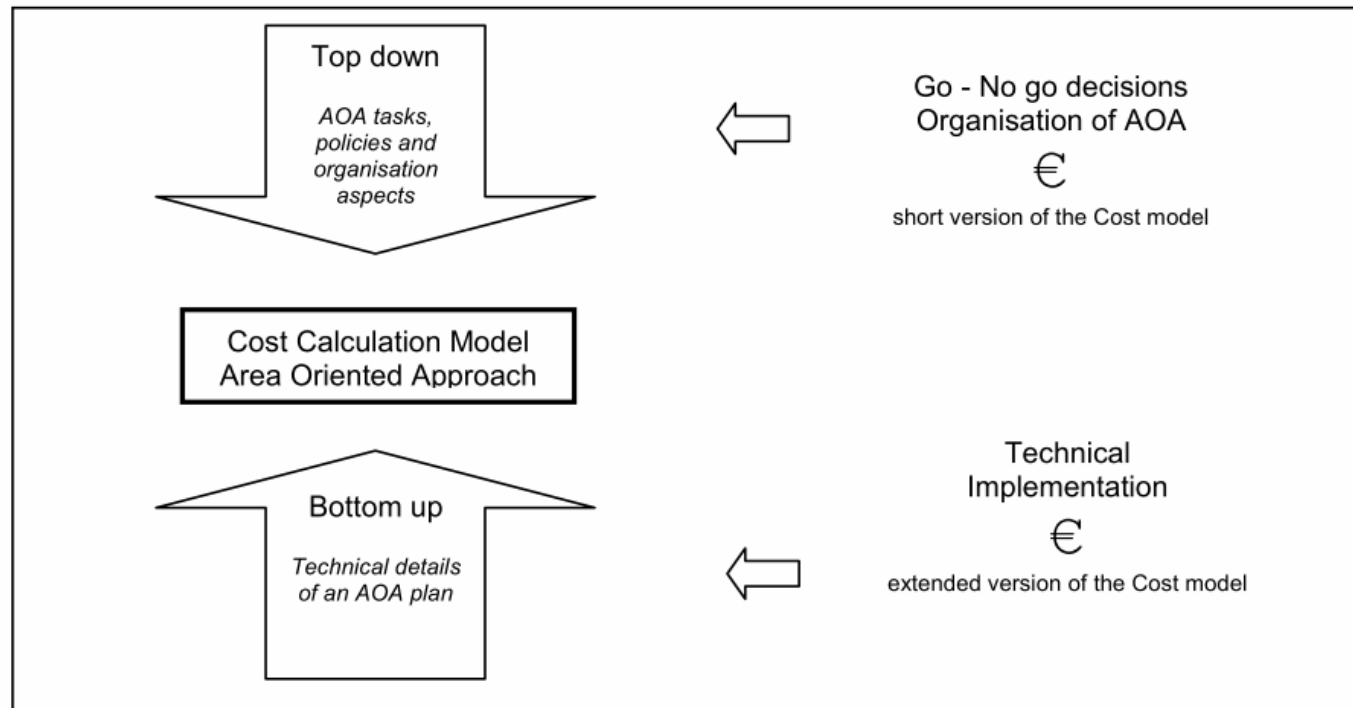 Top down
AOA tasks,
policies and
organisation
aspects
Go - No go decisions
Organisation of AOA
€
short version of the Cost model
Cost Calculation Model
Area Oriented Approach
Bottom up
Technical details
of an AOA plan
Technical
Implementation
€
extended version of the Cost model